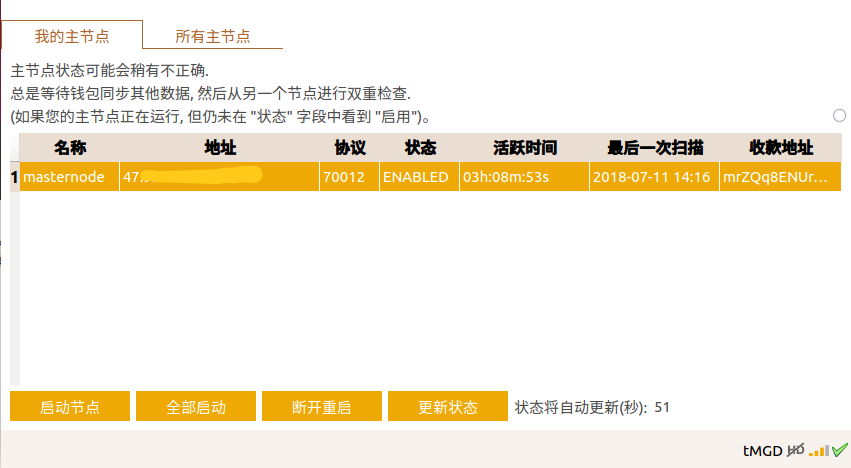 我的主节点 所有主节点
主节点状态可能会稍有不正确.
总是等待钱包同步其他数据, 然后从另一个节点进行双重检查.
(如果您的主节点正在运行, 但仍未在 "状态" 字段中看到 "启用")。
名称 地址 协议 状态 活跃时间 最后一次扫描 收款地址
1 masternode 47. 70012 ENABLED 03h:08m:53s 2018-07-11 14:16 mrZQq8ENUr...
启动节点 全部启动 断开重启 更新状态 状态将自动更新(秒): 51
tMGD HD